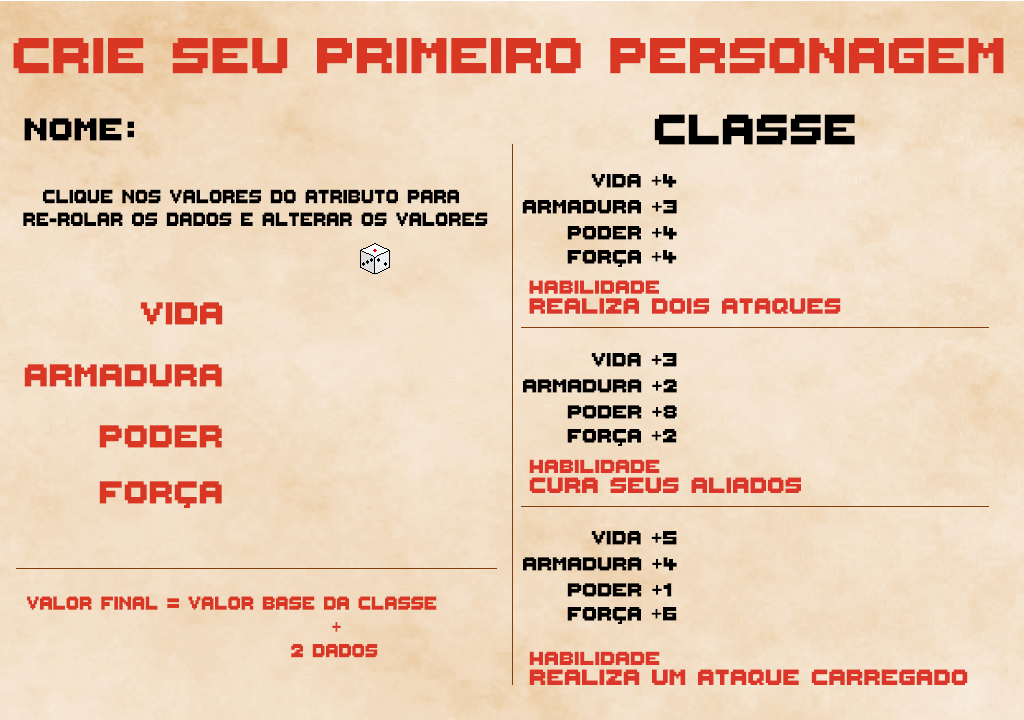 CRIE SEU PRIMEIRO PERSONAGEM
NOME:
CLIQUE NOS VALORES DO ATRIBUTO PARA
RE-ROLAR OS DADOS E ALTERAR OS VALORES
VIDA
ARMADURA
PODER
FORÇA
VALOR FINAL = VALOR BASE DA CLASSE
+
2 DADOS
CLASSE
VIDA +4
ARMADURA +3
PODER +4
FORÇA +4
HABILIDADE
REALIZA DOIS ATAQUES
VIDA +3
ARMADURA +2
PODER +8
FORÇA +2
HABILIDADE
CURA SEUS ALIADOS
VIDA +5
ARMADURA +4
PODER +1
FORÇA +6
HABILIDADE
REALIZA UM ATAQUE CARREGADO